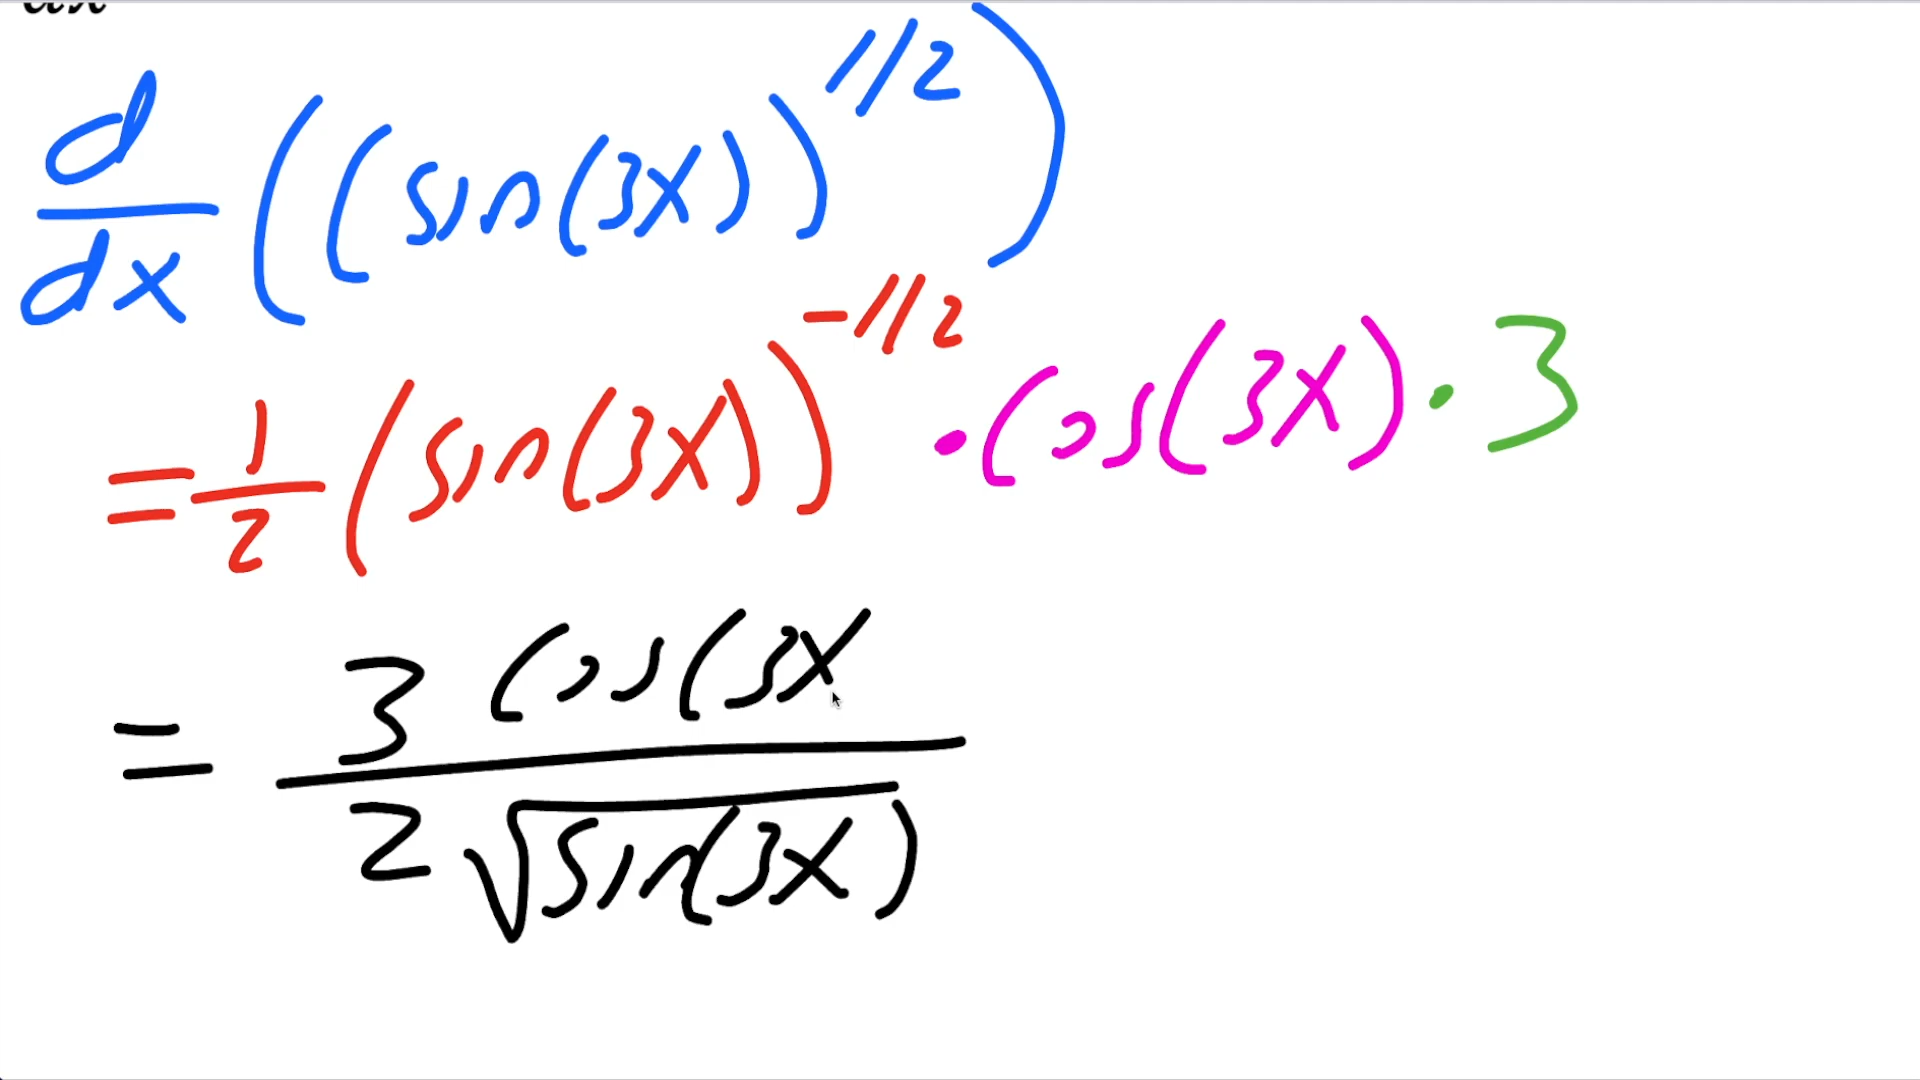 d/dx((sin(3x))^1/2)
=1/2(sin(3x))^-1/2 · cos(3x) · 3
= 3 cos(3x / 2√sin(3x)